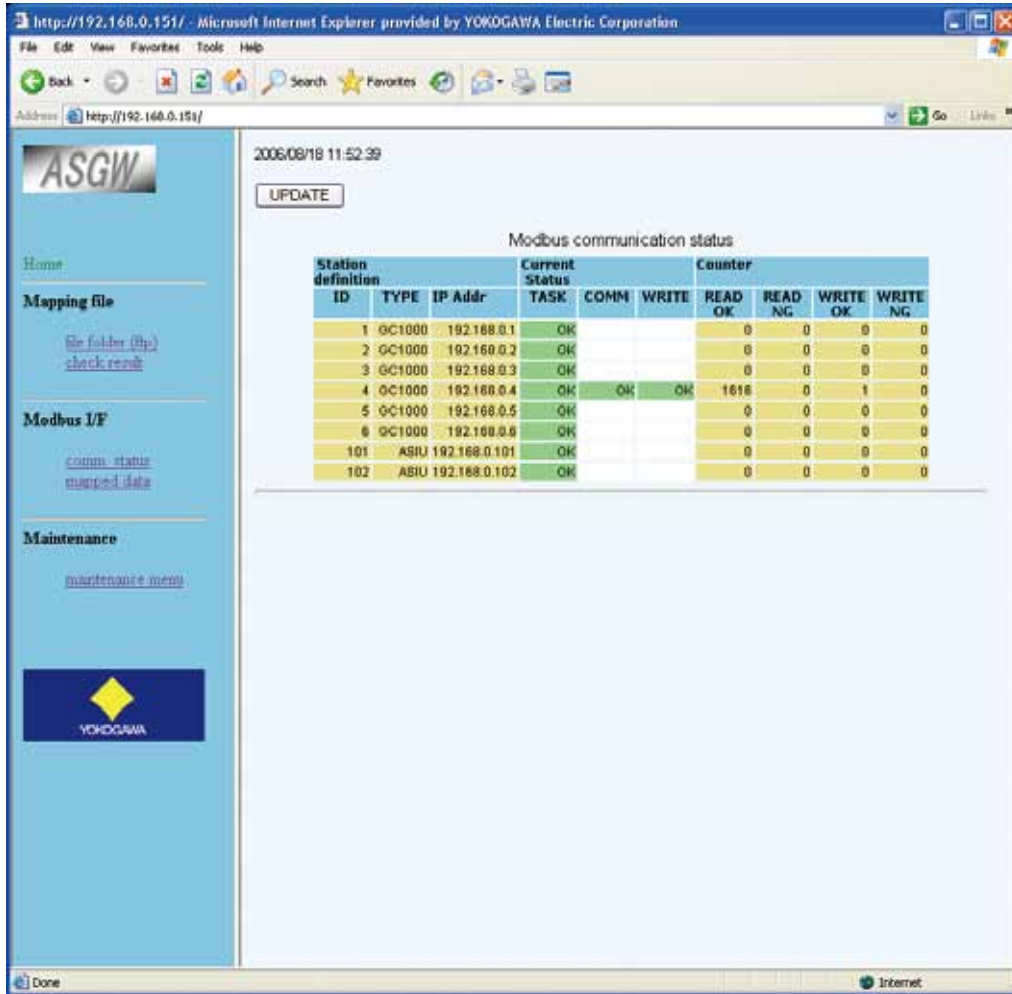 http://192.168.0.151/ - Microsoft Internet Explorer provided by YOKOGAWA Electric Corporation
File Edit View Favorites Tools Help
Back Search Favorites
Address http://192.168.0.151/ Go Links
ASGW
Home
Mapping file
file folder (ftp)
check result
Modbus I/F
comm. status
mapped data
Maintenance
maintenance menu
YOKOGAWA
2006/08/18 11:52:39
UPDATE
Modbus communication status
Station definition Current Status Counter
ID TYPE IP Addr TASK COMM WRITE READ OK READ NG WRITE OK WRITE NG
1 GC1000 192.168.0.1 OK 0 0 0 0
2 GC1000 192.168.0.2 OK 0 0 0 0
3 GC1000 192.168.0.3 OK 0 0 0 0
4 GC1000 192.168.0.4 OK OK OK 1616 0 1 0
5 GC1000 192.168.0.5 OK 0 0 0 0
6 GC1000 192.168.0.6 OK 0 0 0 0
101 ASIU 192.168.0.101 OK 0 0 0 0
102 ASIU 192.168.0.102 OK 0 0 0 0
Done Internet